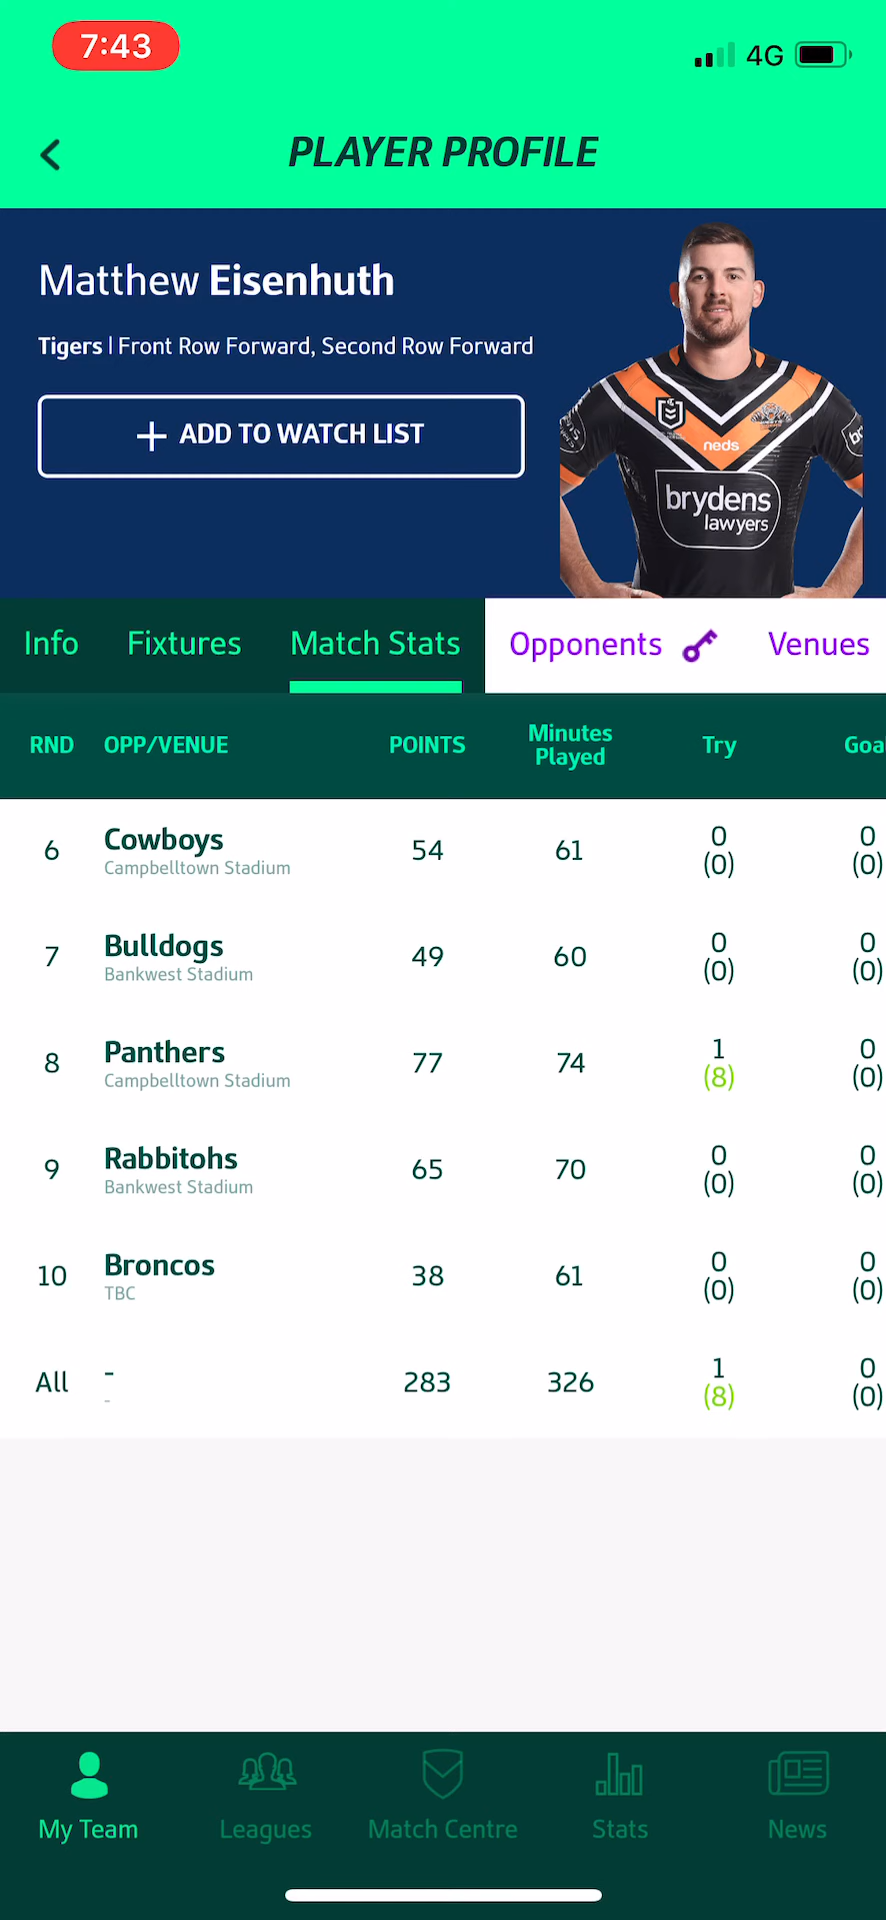 7:43
4G
PLAYER PROFILE
Matthew Eisenhuth
Tigers | Front Row Forward, Second Row Forward
+ ADD TO WATCH LIST
neds
brydens
lawyers
Info Fixtures Match Stats Opponents Venues
RND OPP/VENUE POINTS Minutes Played Try Goa
6 Cowboys 54 61 0 0
Campbelltown Stadium (0) (0)
7 Bulldogs 49 60 0 0
Bankwest Stadium (0) (0)
8 Panthers 77 74 1 0
Campbelltown Stadium (8) (0)
9 Rabbitohs 65 70 0 0
Bankwest Stadium (0) (0)
10 Broncos 38 61 0 0
TBC (0) (0)
All - 283 326 1 0
- (8) (0)
My Team Leagues Match Centre Stats News